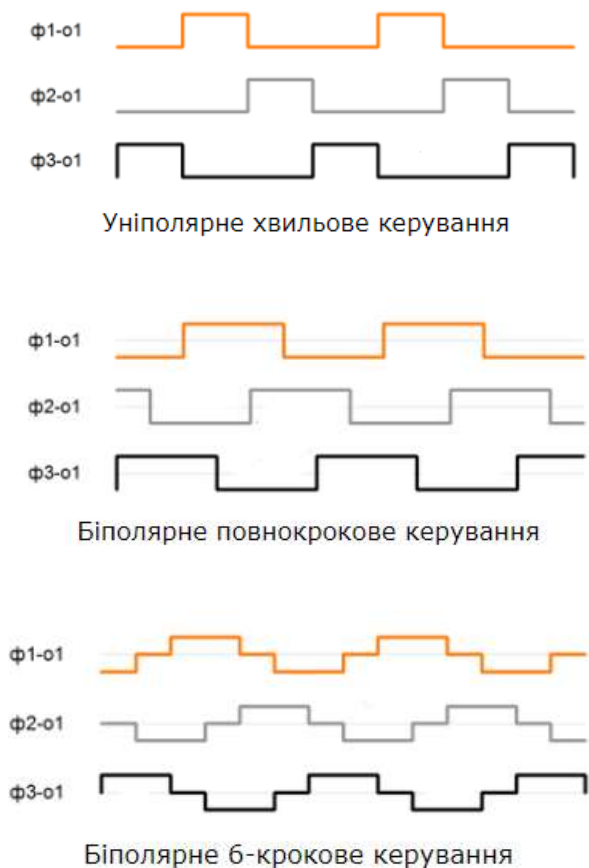 ф1-о1
ф2-о1
ф3-о1
Уніполярне хвильове керування
ф1-о1
ф2-о1
ф3-о1
Біполярне повнокрокове керування
ф1-о1
ф2-о1
ф3-о1
Біполярне 6-крокове керування